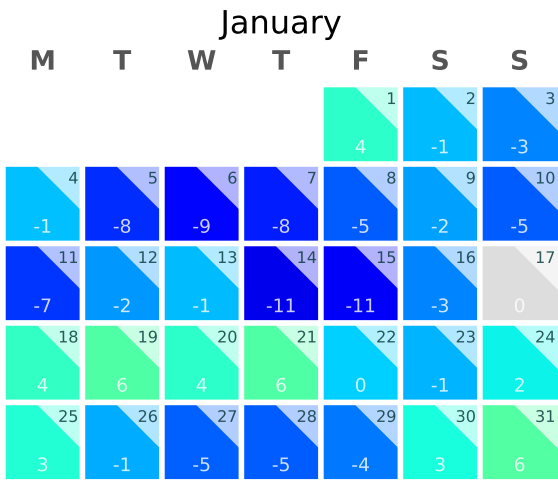 January
M T W T F S S
1 2 3
4 -1 -3
4 5 6 7 8 9 10
-1 -8 -9 -8 -5 -2 -5
11 12 13 14 15 16 17
-7 -2 -1 -11 -11 -3 0
18 19 20 21 22 23 24
4 6 4 6 0 -1 2
25 26 27 28 29 30 31
3 -1 -5 -5 -4 3 6